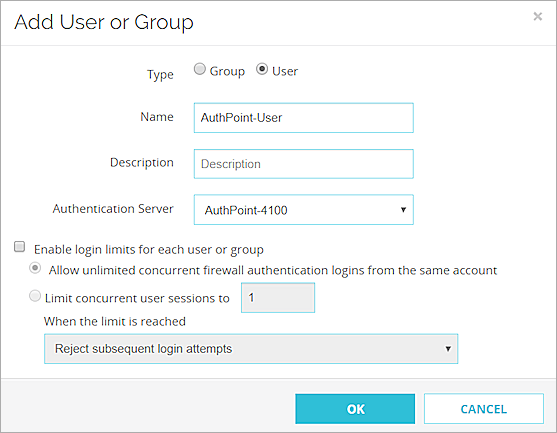 Add User or Group
×
Type Group User
Name AuthPoint-User
Description Description
Authentication Server AuthPoint-4100
Enable login limits for each user or group
Allow unlimited concurrent firewall authentication logins from the same account
Limit concurrent user sessions to 1
When the limit is reached
Reject subsequent login attempts
OK CANCEL